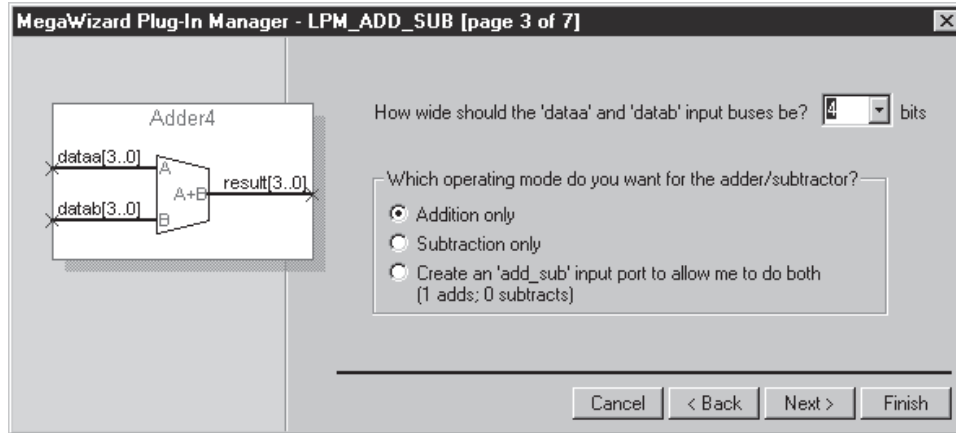 MegaWizard Plug-In Manager - LPM_ADD_SUB [page 3 of 7]
Adder4
dataa[3..0]
A
A+B
result[3..0]
datab[3..0]
B
How wide should the 'dataa' and 'datab' input buses be? 4 bits
Which operating mode do you want for the adder/subtractor?
Addition only
Subtraction only
Create an 'add_sub' input port to allow me to do both
(1 adds; 0 subtracts)
Cancel < Back Next > Finish